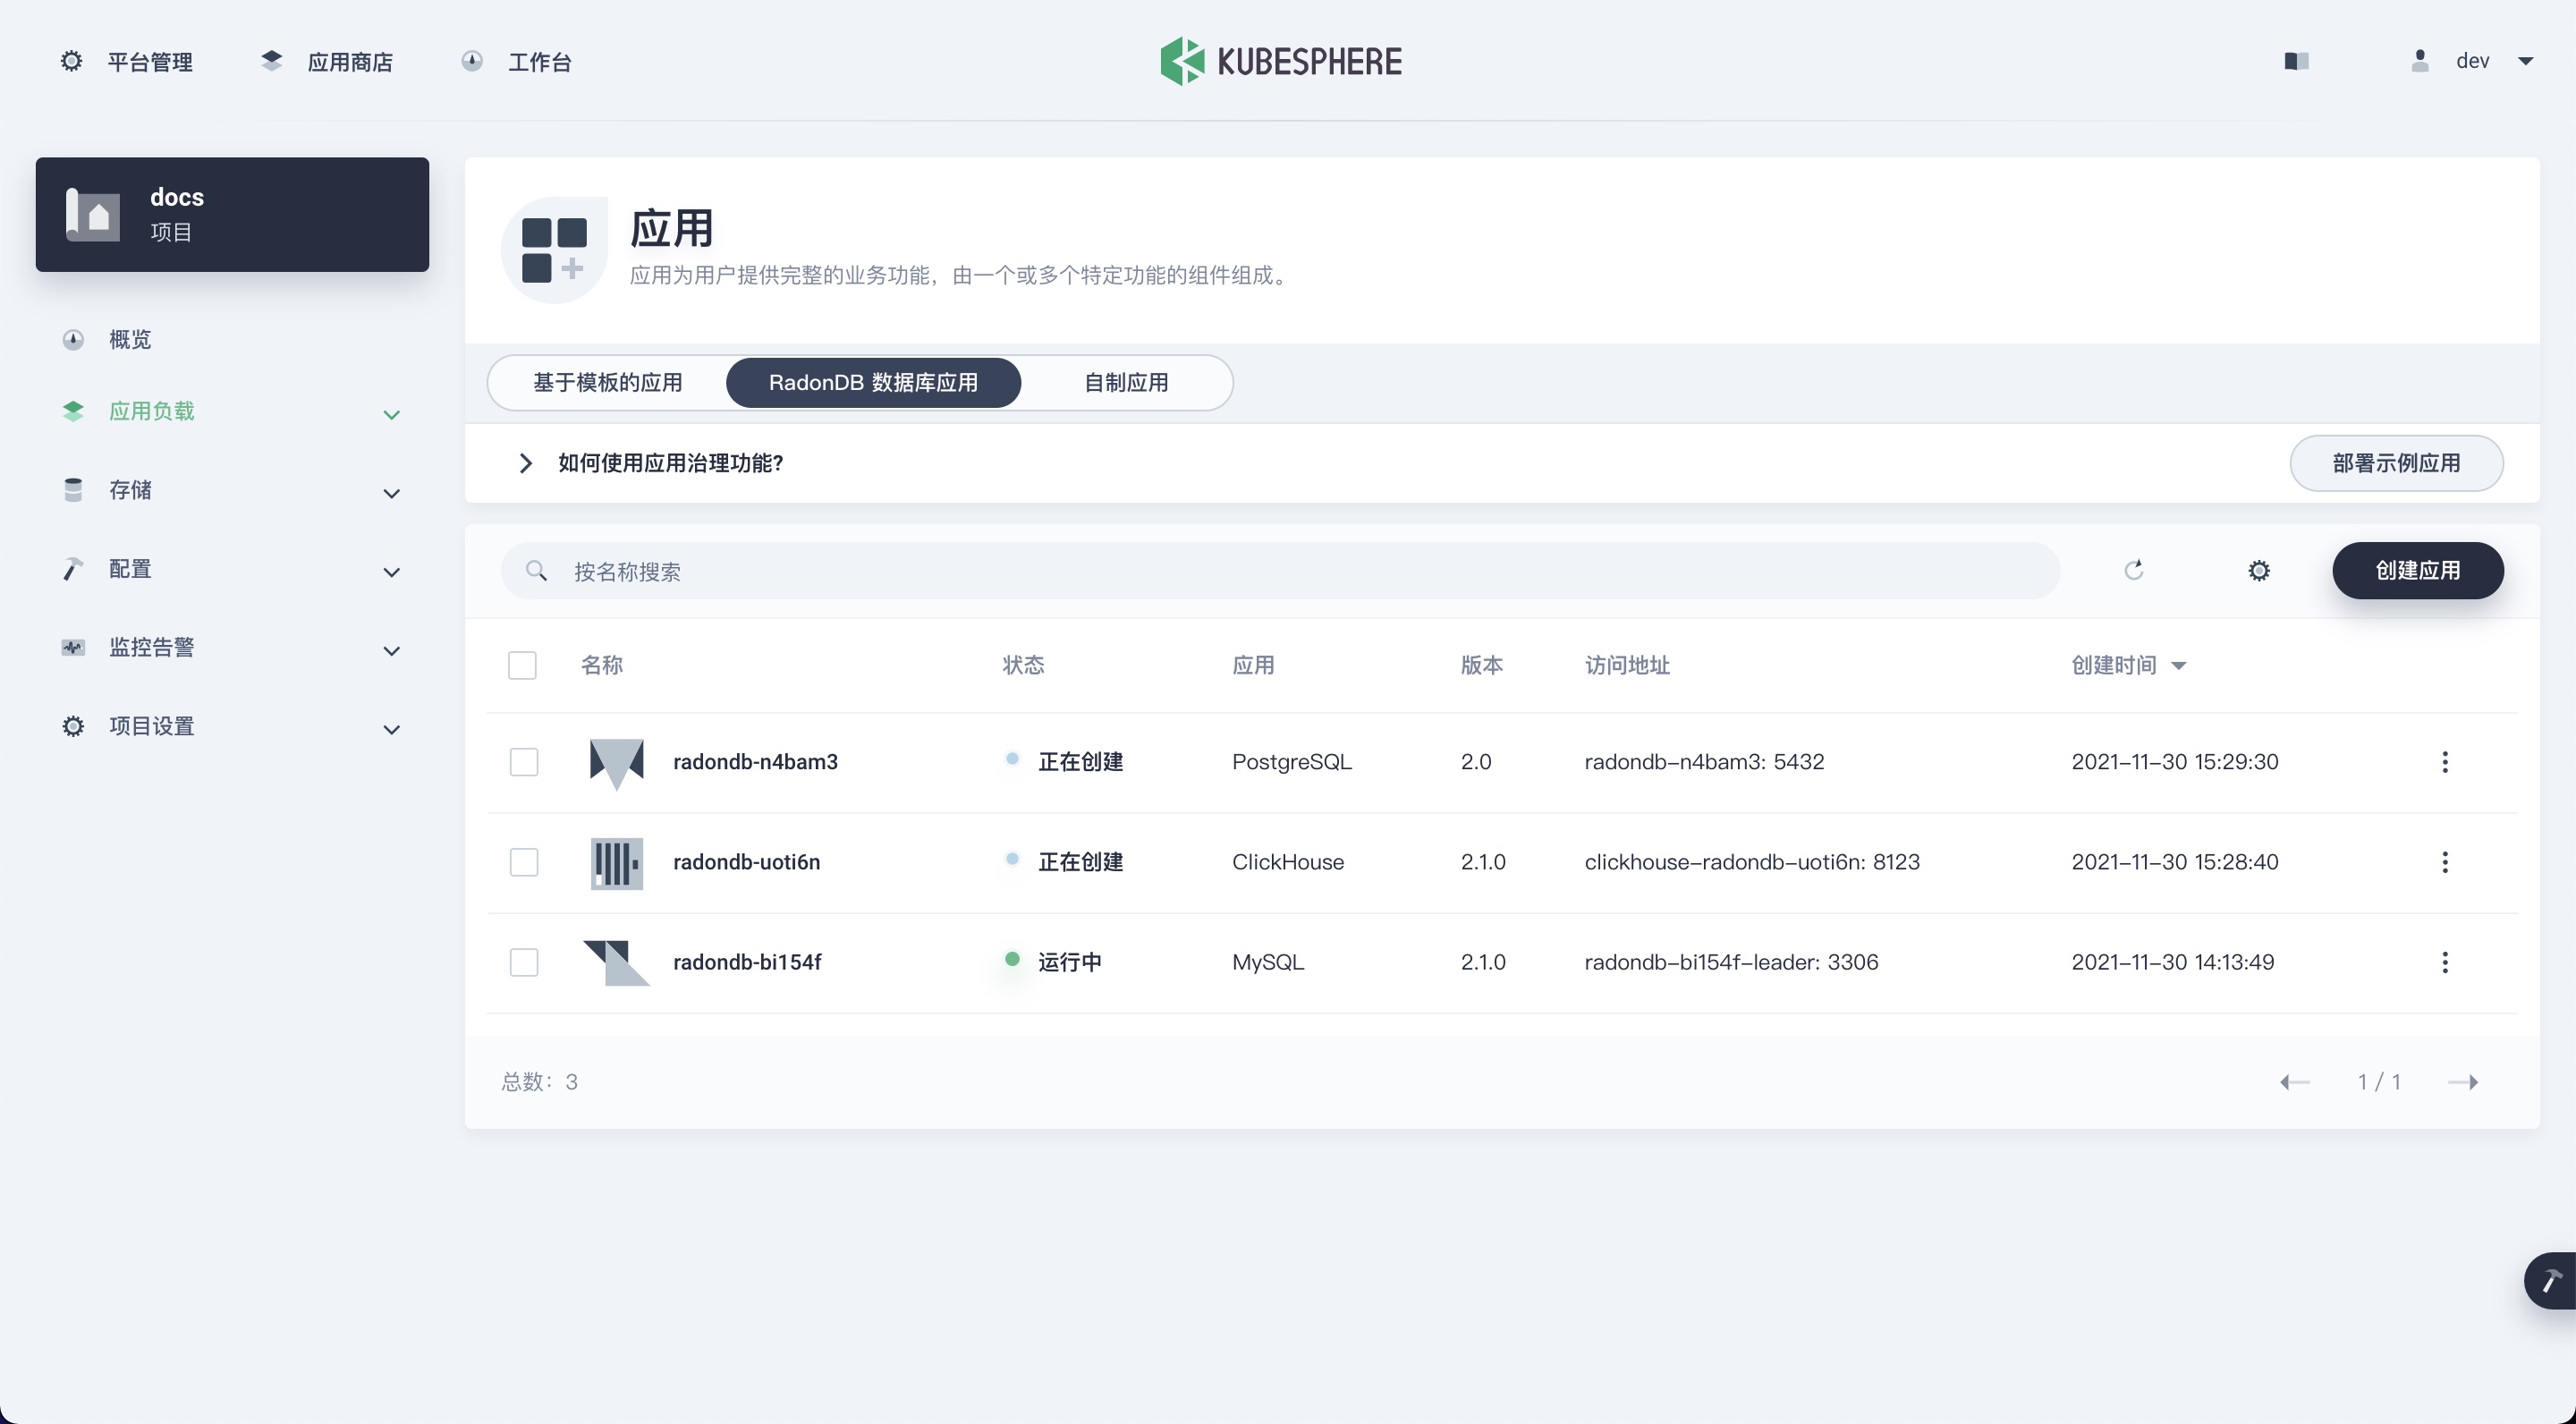 平台管理 应用商店 工作台 KUBESPHERE dev
docs
项目
概览
应用负载
存储
配置
监控告警
项目设置
应用
应用为用户提供完整的业务功能，由一个或多个特定功能的组件组成。
基于模板的应用 RadonDB 数据库应用 自制应用
如何使用应用治理功能? 部署示例应用
按名称搜索 创建应用
名称 状态 应用 版本 访问地址 创建时间
radondb-n4bam3 正在创建 PostgreSQL 2.0 radondb-n4bam3: 5432 2021-11-30 15:29:30
radondb-uoti6n 正在创建 ClickHouse 2.1.0 clickhouse-radondb-uoti6n: 8123 2021-11-30 15:28:40
radondb-bi154f 运行中 MySQL 2.1.0 radondb-bi154f-leader: 3306 2021-11-30 14:13:49
总数：3 1 / 1